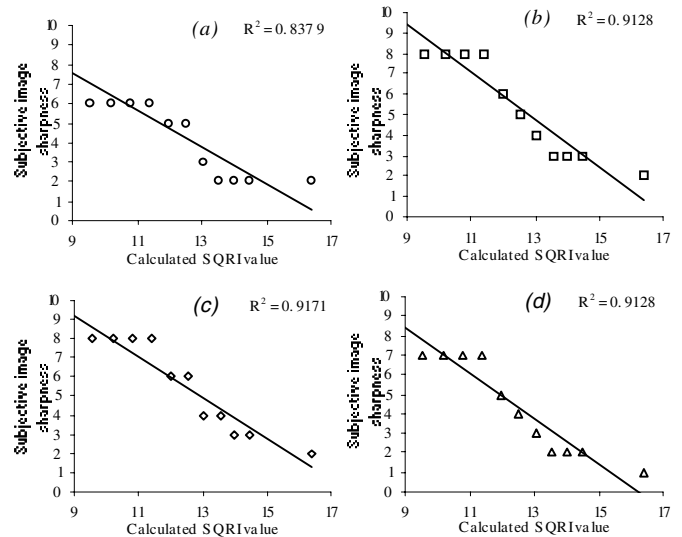 (a)
R² = 0.8379
Subjective image sharpness
10
9
8
7
6
5
4
3
2
1
0
9 11 13 15 17
Calculated SQRI value
(b)
R² = 0.9128
Subjective image sharpness
10
9
8
7
6
5
4
3
2
1
0
9 11 13 15 17
Calculated SQRI value
(c)
R² = 0.9171
Subjective image sharpness
10
9
8
7
6
5
4
3
2
1
0
9 11 13 15 17
Calculated SQRI value
(d)
R² = 0.9128
Subjective image sharpness
10
9
8
7
6
5
4
3
2
1
0
9 11 13 15 17
Calculated SQRI value